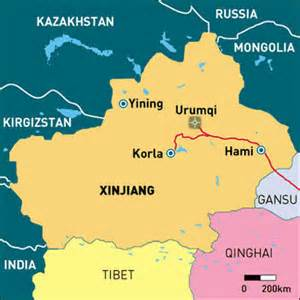 RUSSIA
KAZAKHSTAN
MONGOLIA
Yining
Urumqi
KIRGIZSTAN
Korla
Hami
XINJIANG
GANSU
QINGHAI
INDIA
TIBET
0 200km